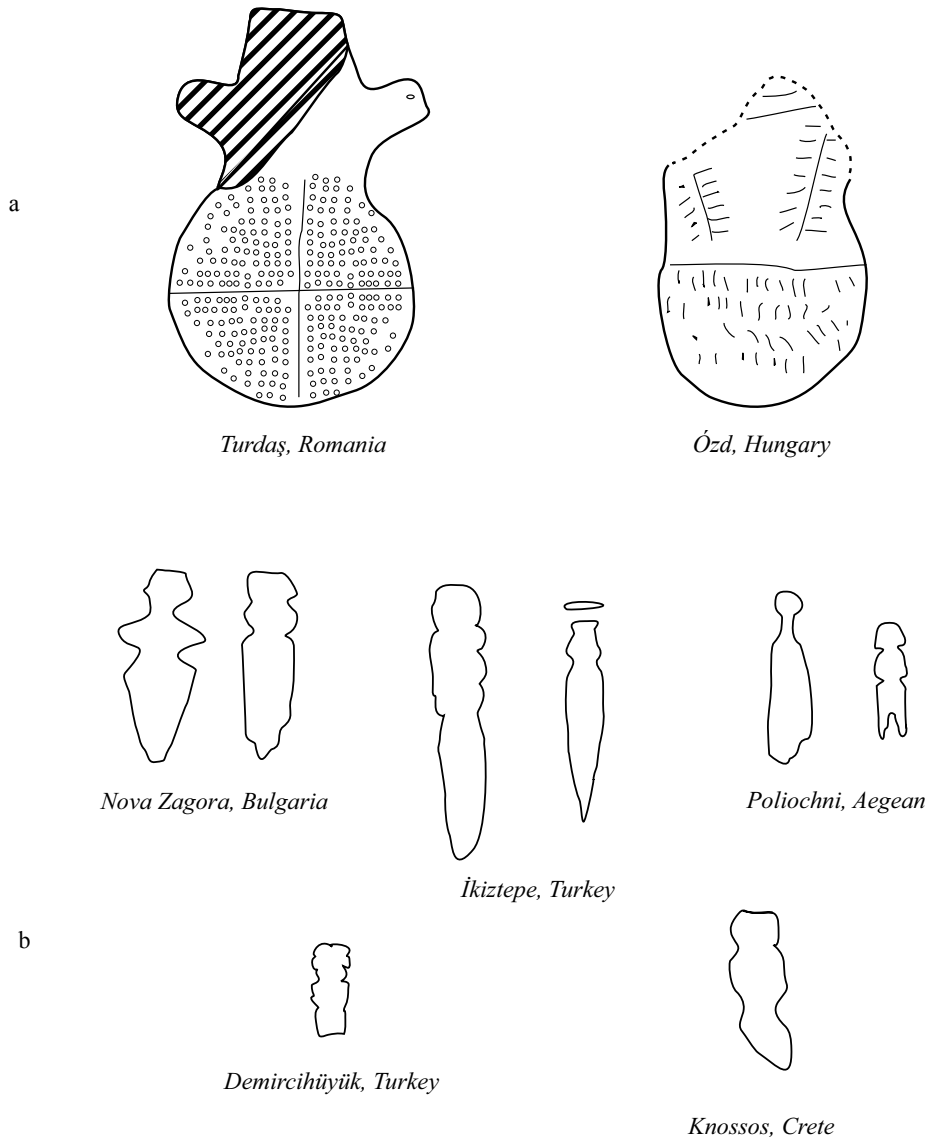 a
Turdaş, Romania
Ózd, Hungary
Nova Zagora, Bulgaria
Poliochni, Aegean
İkiztepe, Turkey
b
Demircihüyük, Turkey
Knossos, Crete